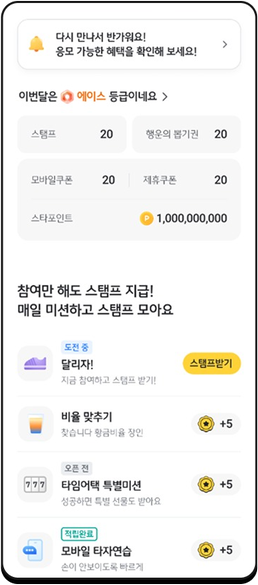 다시 만나서 반가워요!
응모 가능한 혜택을 확인해 보세요!
이번달은 에이스 등급이네요
스탬프 20 행운의 뽑기권 20
모바일쿠폰 20 제휴쿠폰 20
스타포인트 P 1,000,000,000
참여만 해도 스탬프 지급!
매일 미션하고 스탬프 모아요
도전 중
달리자!
지금 참여하고 스탬프 받기!
스탬프받기
비율 맞추기
찾습니다 황금비율 장인
+5
오픈 전
타임어택 특별미션
성공하면 특별 선물도 받아요
+5
777
적립완료
모바일 타자연습
손이 안보이도록 바르게
+5